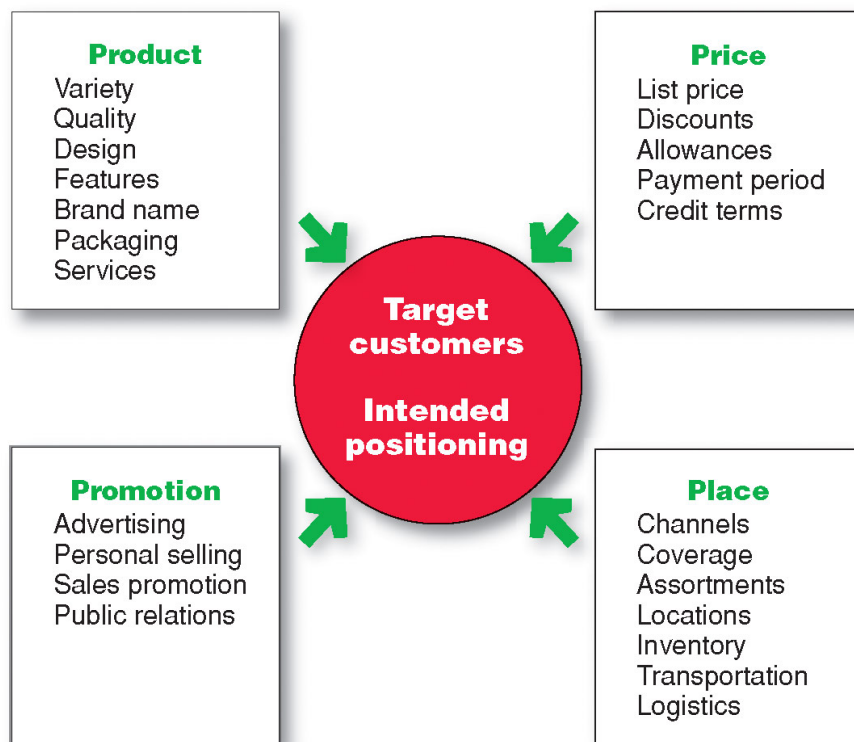 Product
Variety
Quality
Design
Features
Brand name
Packaging
Services
Price
List price
Discounts
Allowances
Payment period
Credit terms
Target
customers
Intended
positioning
Promotion
Advertising
Personal selling
Sales promotion
Public relations
Place
Channels
Coverage
Assortments
Locations
Inventory
Transportation
Logistics